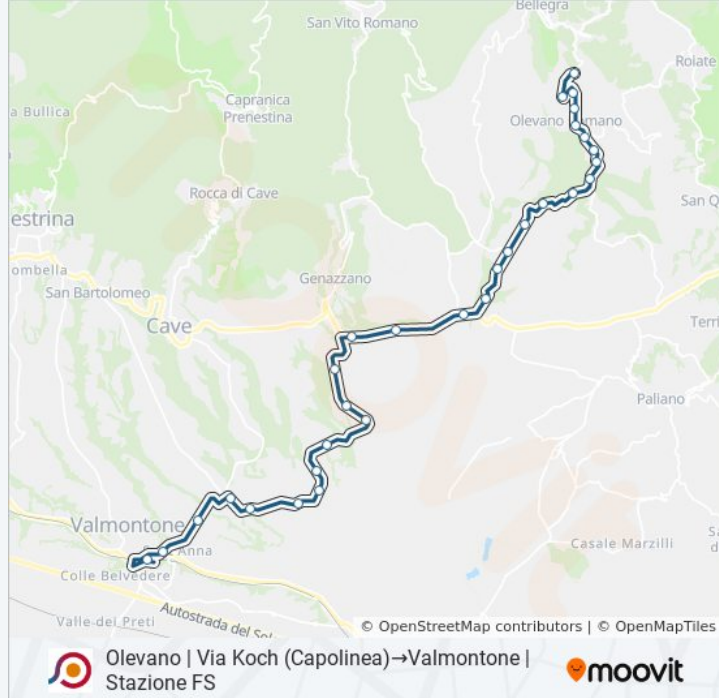 Bellegra
San Vito Romano
Roiate
a Bullica
Capranica
Prenestina
Olevano Romano
Rocca di Cave
San Q
estrina
ombella
Genazzano
San Bartolomeo
Cave
Terri
Paliano
Valmontone
Anna
Casale Marzilli
Colle Belvedere
Valle dei Preti
Autostrada del Sol
© OpenStreetMap contributors | © OpenMapTiles
Olevano | Via Koch (Capolinea)→Valmontone |
Stazione FS
moovit